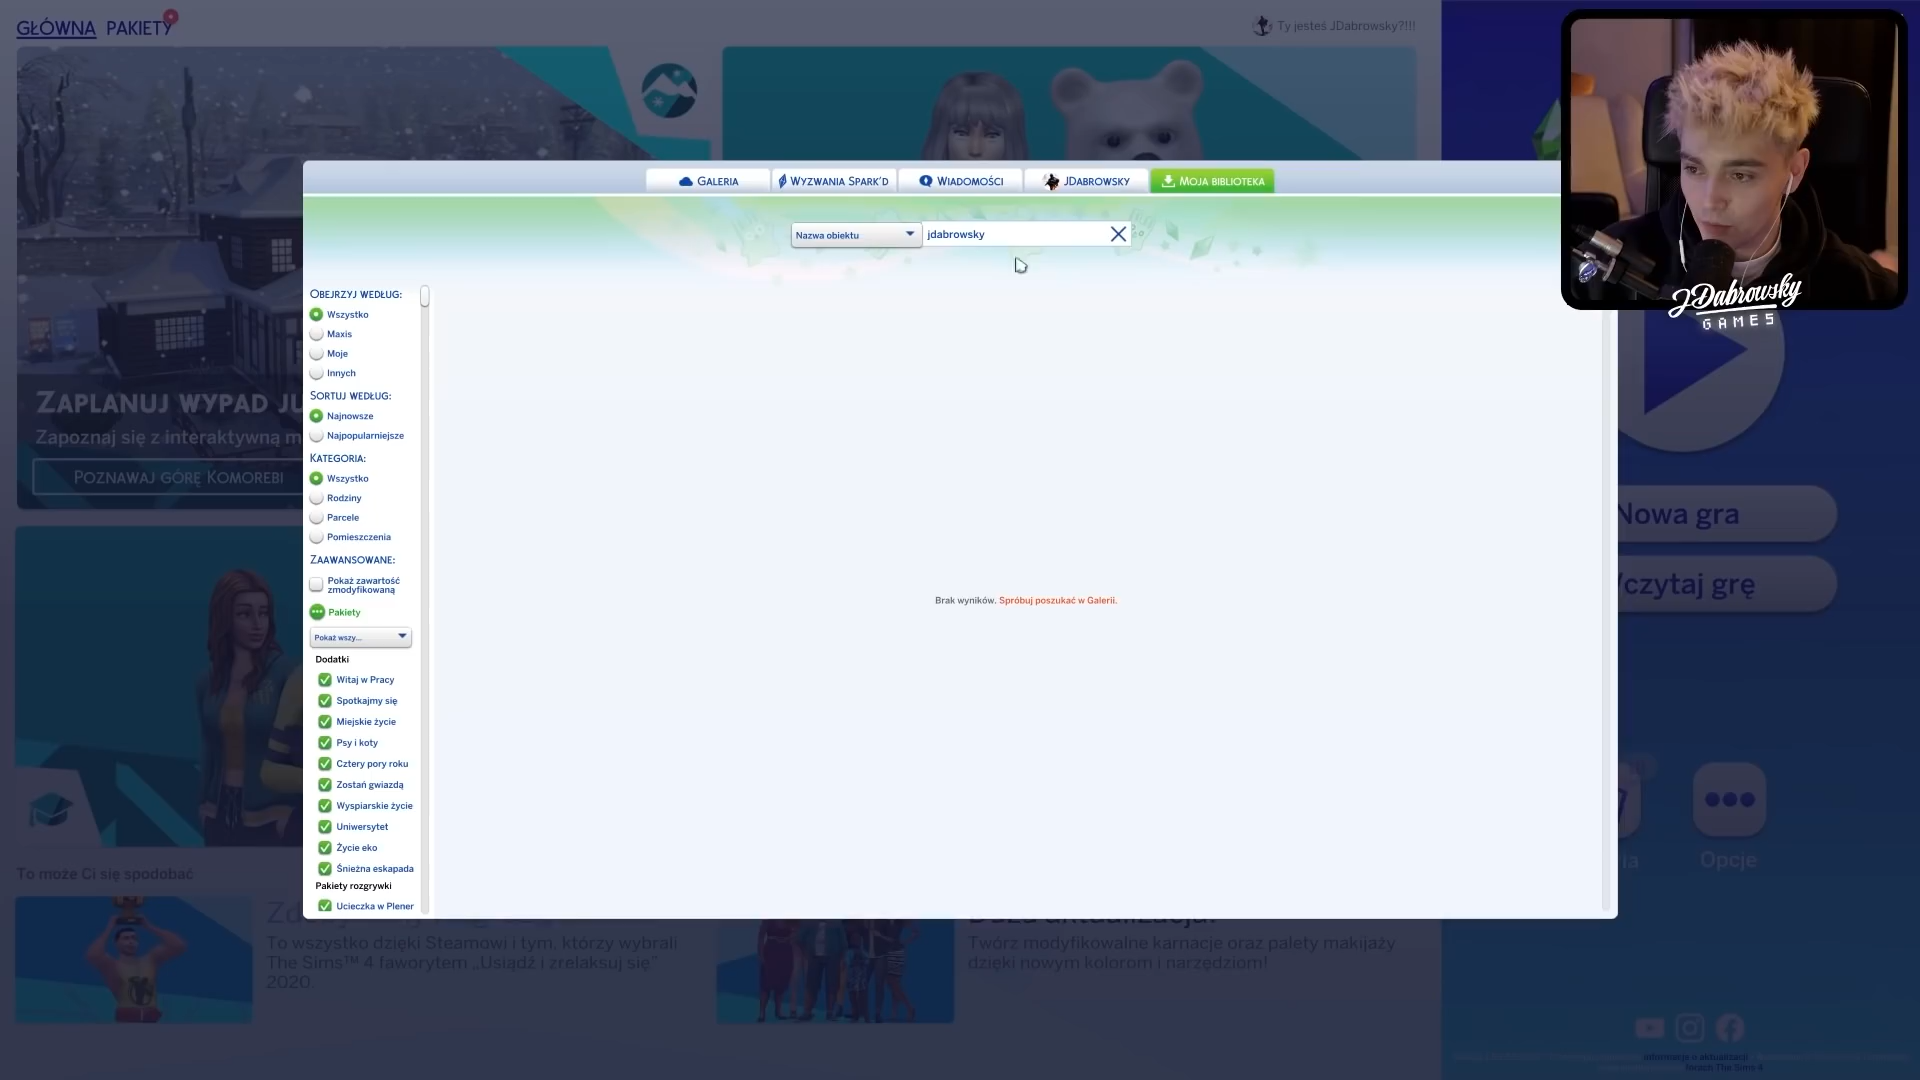 GŁÓWNA PAKIETY
Ty jesteś JDabrowsky?!!!
GALERIA
WYZWANIA SPARK'D
WIADOMOŚCI
JDABROWSKY
MOJA BIBLIOTEKA
Nazwa obiektu
jdabrowsky
JDabrowsky
GAMES
OBEJRZYJ WEDŁUG:
Wszystko
Maxis
Moje
Innych
SORTUJ WEDŁUG:
Najnowsze
Najpopularniejsze
KATEGORIA:
Wszystko
Rodziny
Parcele
Pomieszczenia
ZAAWANSOWANE:
Pokaż zawartość
zmodyfikowaną
Pakiety
Pokaż wszy...
Dodatki
Witaj w Pracy
Spotkajmy się
Miejskie życie
Psy i koty
Cztery pory roku
Zostań gwiazdą
Wyspiarskie życie
Uniwersytet
Życie eko
Śnieżna eskapada
Pakiety rozgrywki
Ucieczka w Plener
Brak wyników. Spróbuj poszukać w Galerii.
ZAPLANUJ WYPAD
Zapoznaj się z interaktywną
POZNAWAJ GÓRĘ KOMOREBI
Nowa gra
czytaj grę
Opcje
To może Ci się spodobać
To wszystko dzięki Steamowi i tym, którzy wybrali
The Sims™ 4 faworytem „Usiądź i zrelaksuj się”
2020.
Duża aktualizacja!
Twórz modyfikowalne karnacje oraz palety makijaży
dzięki nowym kolorom i narzędziom!